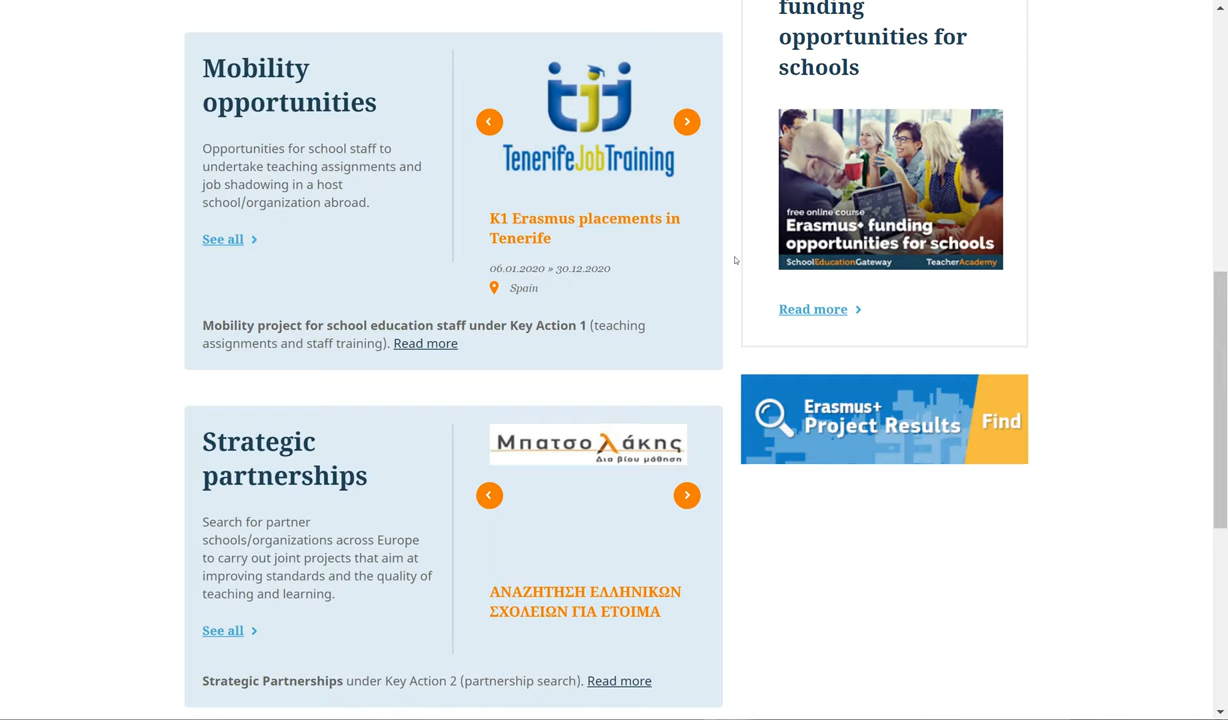 funding
opportunities for
schools
Mobility
opportunities
Opportunities for school staff to
undertake teaching assignments and
job shadowing in a host
school/organization abroad.
See all
tjt
TenerifeJobTraining
K1 Erasmus placements in
Tenerife
06.01.2020 » 30.12.2020
Spain
Mobility project for school education staff under Key Action 1 (teaching
assignments and staff training). Read more
free online course
Erasmus+ funding
opportunities for schools
SchoolEducationGateway TeacherAcademy
Read more
Erasmus+
Project Results
Find
Strategic
partnerships
Search for partner
schools/organizations across Europe
to carry out joint projects that aim at
improving standards and the quality of
teaching and learning.
See all
Μπατσολάκης
Δια βίου μάθηση
ΑΝΑΖΗΤΗΣΗ ΕΛΛΗΝΙΚΩΝ
ΣΧΟΛΕΙΩΝ ΓΙΑ ΕΤΟΙΜΑ
Strategic Partnerships under Key Action 2 (partnership search). Read more